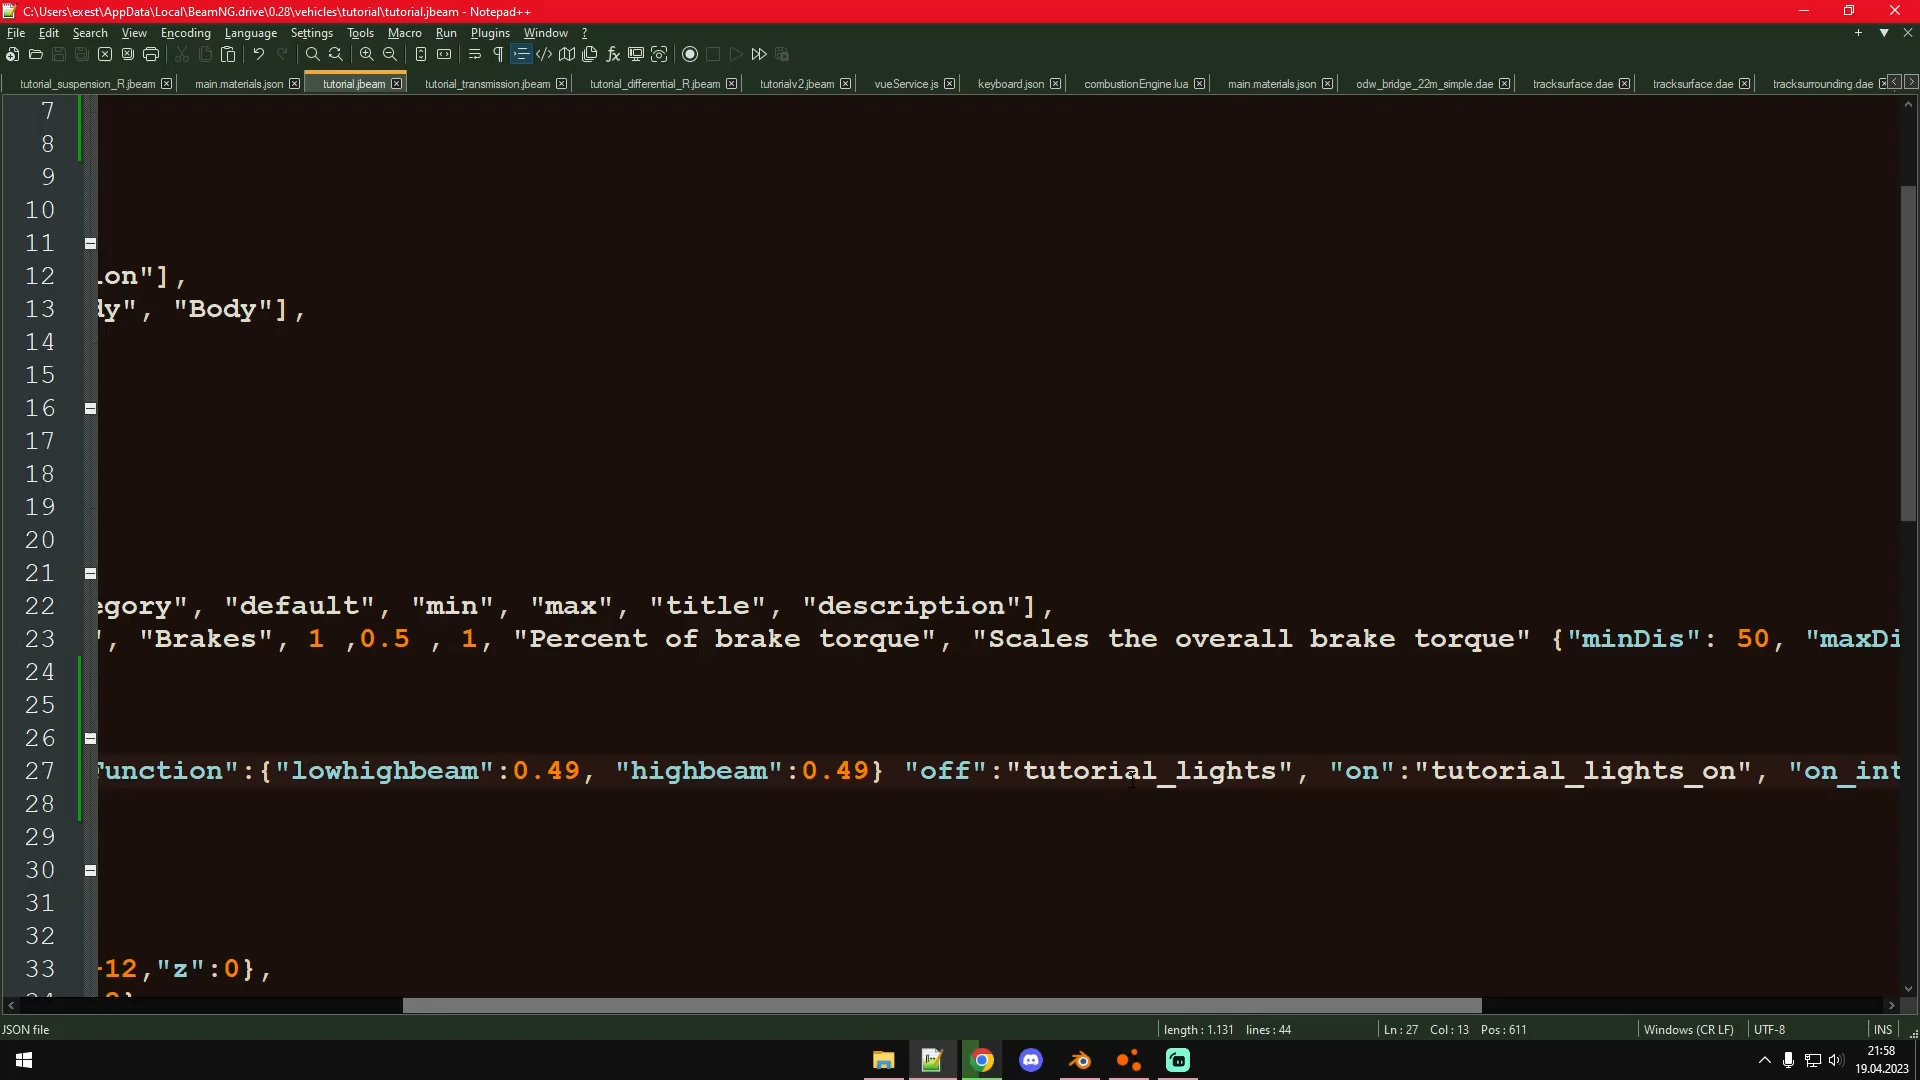 C:\Users\exest\AppData\Local\BeamNG.drive\0.28\vehicles\tutorial\tutorial.jbeam - Notepad++
File Edit Search View Encoding Language Settings Tools Macro Run Plugins Window ?
tutorial_suspension_R.jbeam main.materials.json tutorial.jbeam tutorial_transmission.jbeam tutorial_differential_R.jbeam tutorialv2.jbeam vueService.js keyboard.json combustionEngine.lua main.materials.json odw_bridge_22m_simple.dae tracksurface.dae tracksurface.dae tracksurrounding.dae
7
8
9
10
11
12 ion"],
13 dy", "Body"],
14
15
16
17
18
19
20
21
22 egory", "default", "min", "max", "title", "description"],
23 ", "Brakes", 1 ,0.5 , 1, "Percent of brake torque", "Scales the overall brake torque" {"minDis": 50, "maxDi
24
25
26
27 Function":{"lowhighbeam":0.49, "highbeam":0.49} "off":"tutorial_lights", "on":"tutorial_lights_on", "on_int
28
29
30
31
32
33 -12,"z":0},
JSON file length : 1.131 lines : 44 Ln : 27 Col : 13 Pos : 611 Windows (CR LF) UTF-8 INS
21:58
19.04.2023